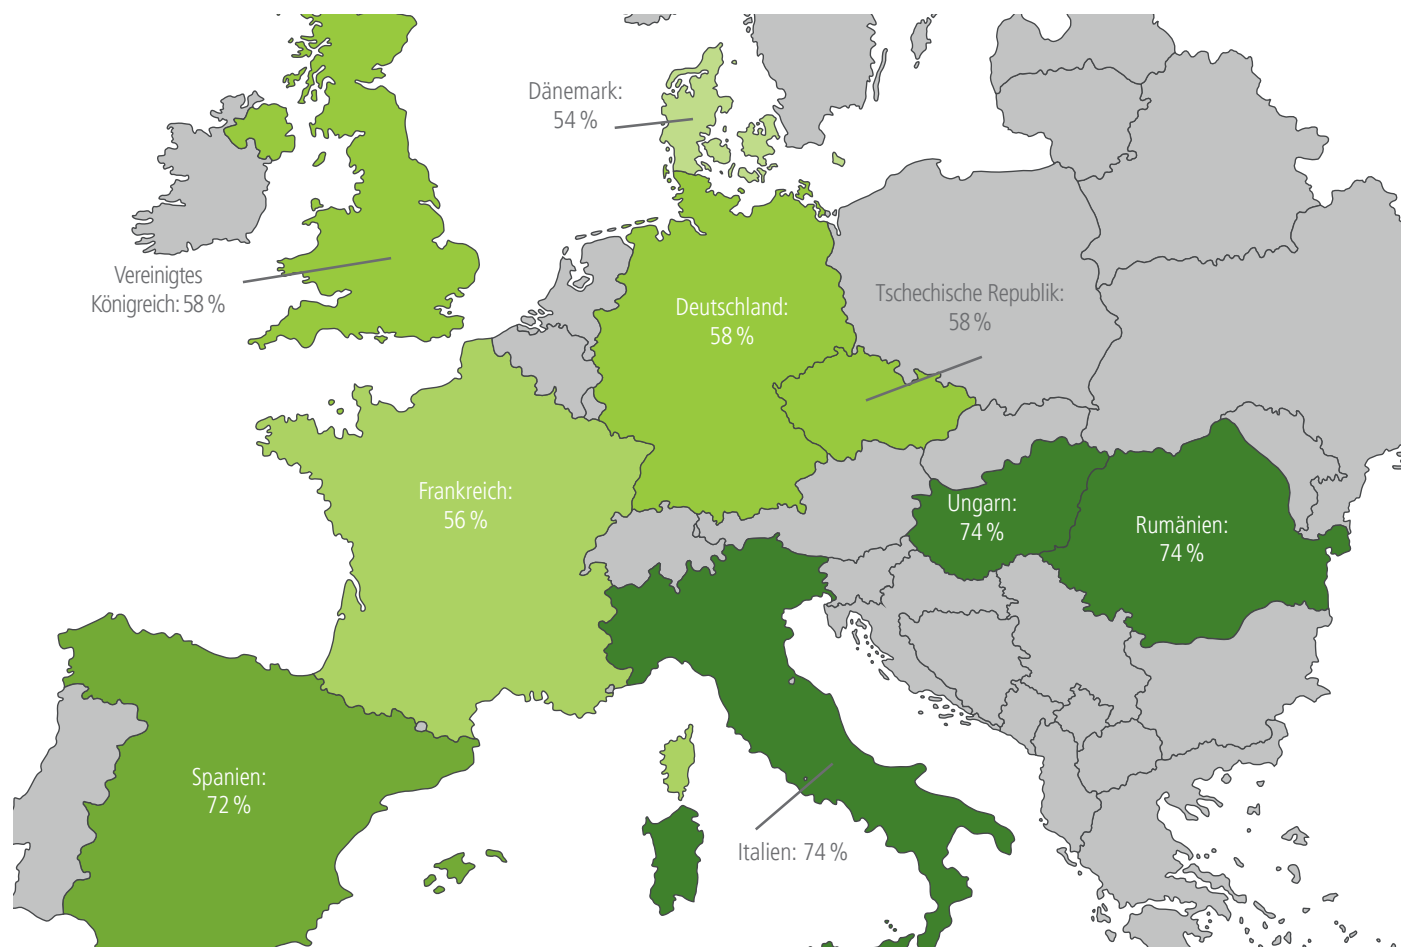 Dänemark:
54 %
Vereinigtes
Königreich: 58 %
Deutschland:
58 %
Tschechische Republik:
58 %
Frankreich:
56 %
Ungarn:
74 %
Rumänien:
74 %
Spanien:
72 %
Italien: 74 %